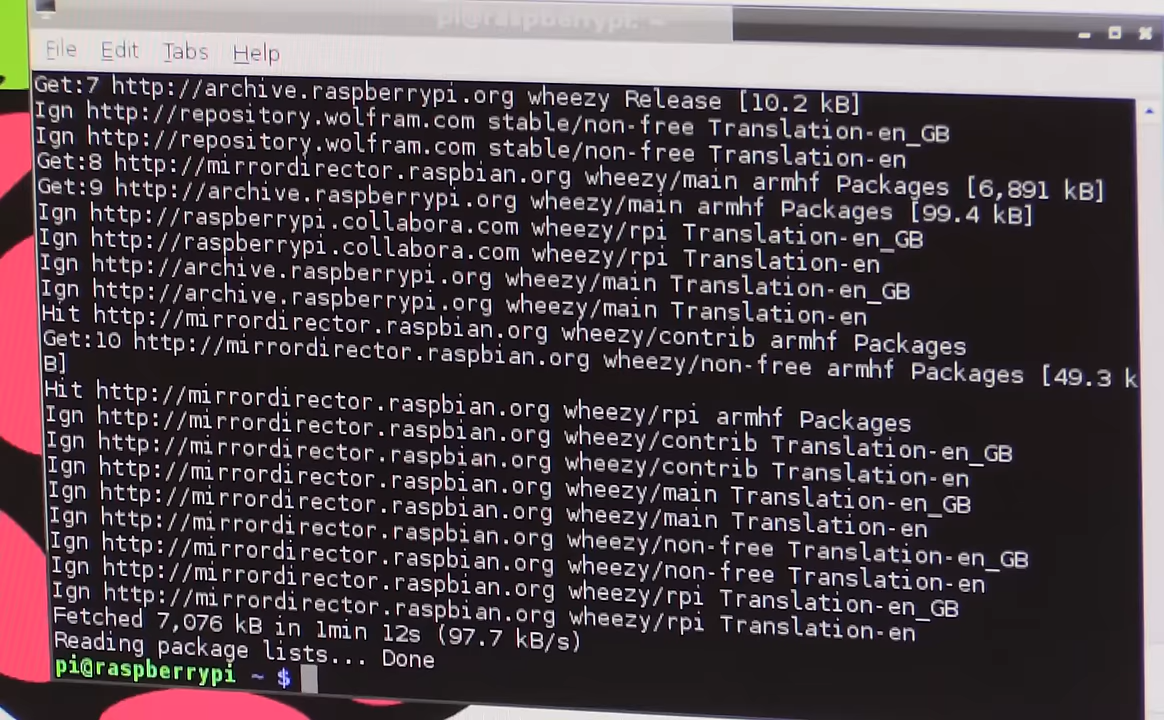 pi@raspberrypi: ~
File Edit Tabs Help
Get:7 http://archive.raspberrypi.org wheezy Release [10.2 kB]
Ign http://repository.wolfram.com stable/non-free Translation-en_GB
Ign http://repository.wolfram.com stable/non-free Translation-en
Get:8 http://mirrordirector.raspbian.org wheezy/main armhf Packages [6,891 kB]
Get:9 http://archive.raspberrypi.org wheezy/main armhf Packages [99.4 kB]
Ign http://raspberrypi.collabora.com wheezy/rpi Translation-en_GB
Ign http://raspberrypi.collabora.com wheezy/rpi Translation-en
Ign http://archive.raspberrypi.org wheezy/main Translation-en_GB
Ign http://archive.raspberrypi.org wheezy/main Translation-en
Hit http://mirrordirector.raspbian.org wheezy/contrib armhf Packages
Get:10 http://mirrordirector.raspbian.org wheezy/non-free armhf Packages [49.3 k
B]
Hit http://mirrordirector.raspbian.org wheezy/rpi armhf Packages
Ign http://mirrordirector.raspbian.org wheezy/contrib Translation-en_GB
Ign http://mirrordirector.raspbian.org wheezy/contrib Translation-en
Ign http://mirrordirector.raspbian.org wheezy/main Translation-en_GB
Ign http://mirrordirector.raspbian.org wheezy/main Translation-en
Ign http://mirrordirector.raspbian.org wheezy/non-free Translation-en_GB
Ign http://mirrordirector.raspbian.org wheezy/non-free Translation-en
Ign http://mirrordirector.raspbian.org wheezy/rpi Translation-en_GB
Ign http://mirrordirector.raspbian.org wheezy/rpi Translation-en
Fetched 7,076 kB in 1min 12s (97.7 kB/s)
Reading package lists... Done
pi@raspberrypi ~ $